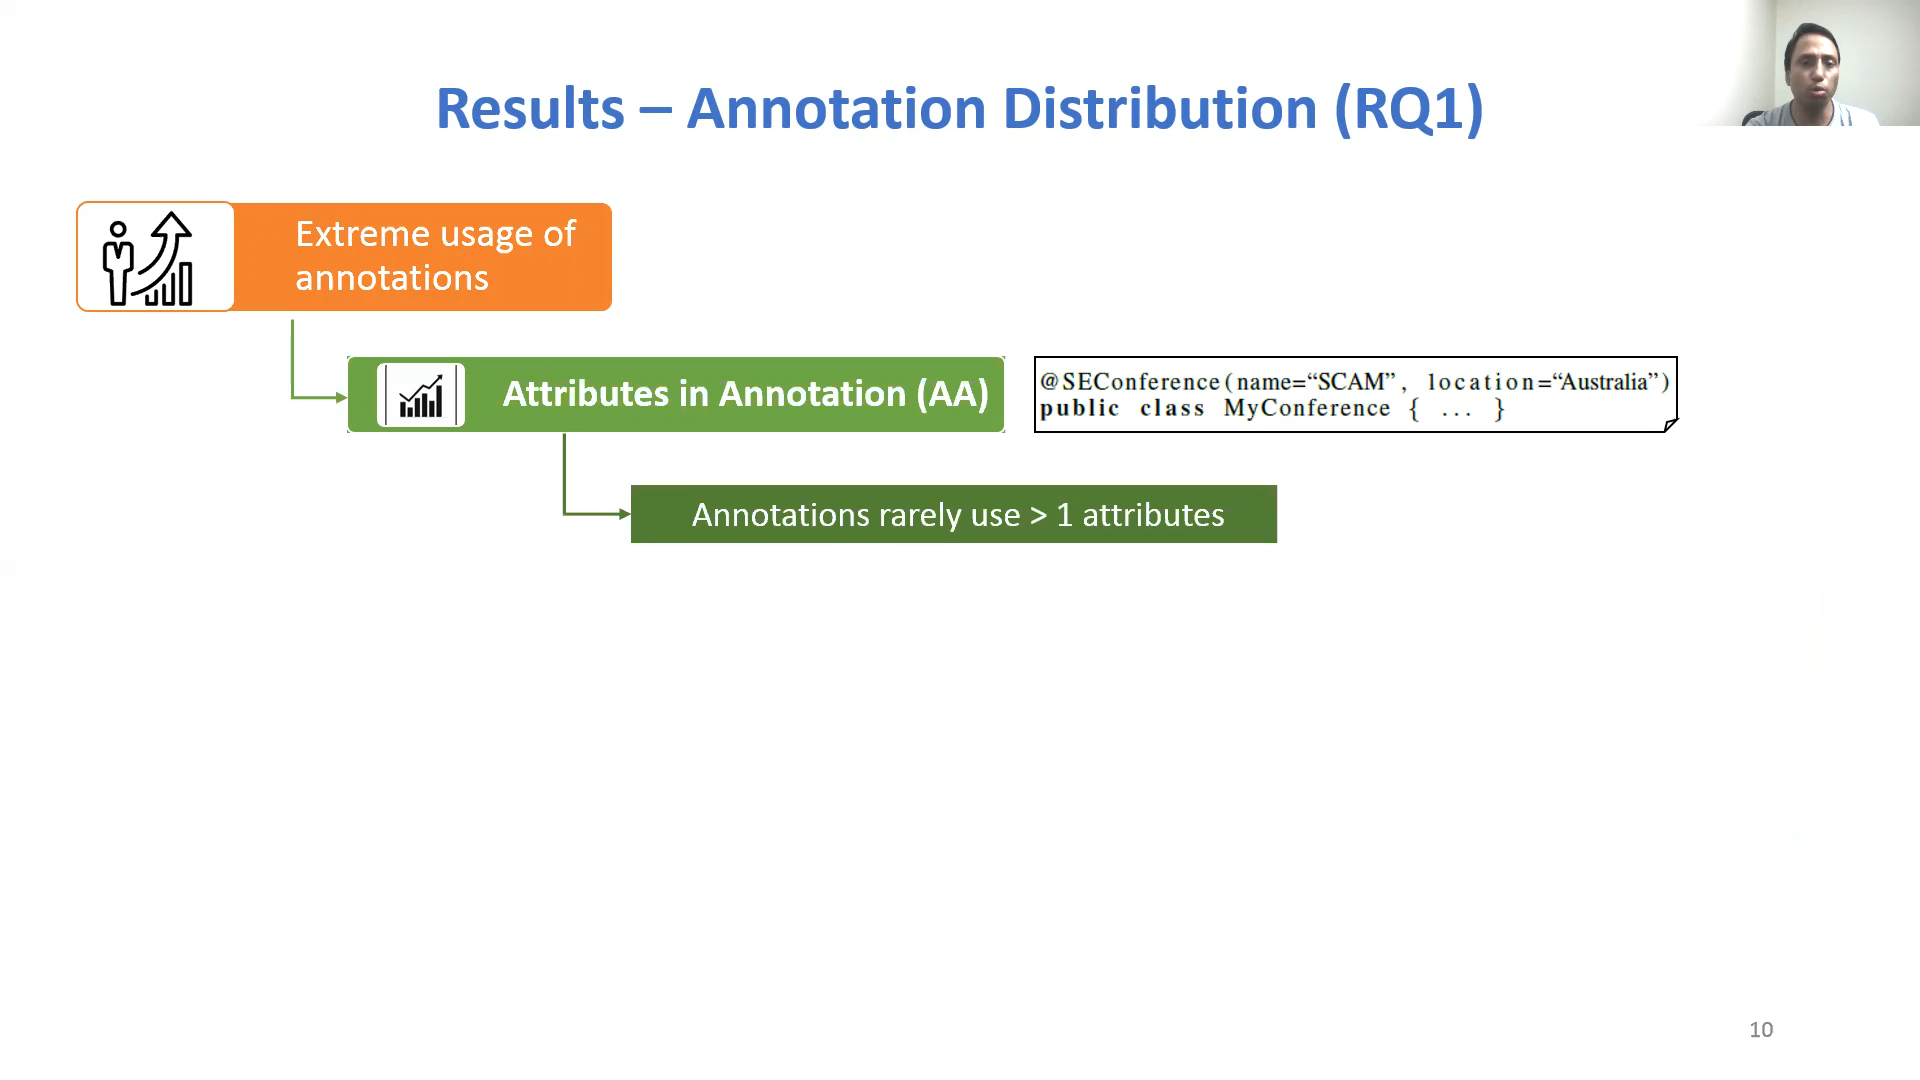 Results – Annotation Distribution (RQ1)
Extreme usage of
annotations
Attributes in Annotation (AA)
@SEConference(name=“SCAM”, location=“Australia”)
public class MyConference { ... }
Annotations rarely use > 1 attributes
10